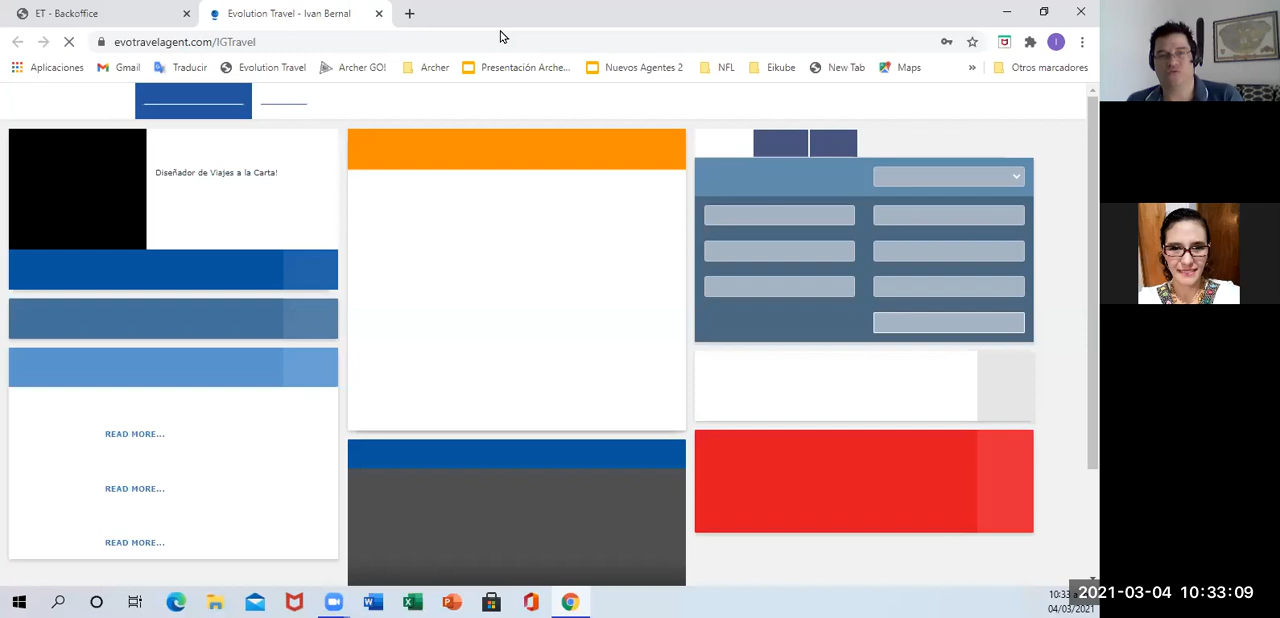 ET - Backoffice
Evolution Travel - Ivan Bernal
evotravelagent.com/IGTravel
I
Aplicaciones
Gmail
Traducir
Evolution Travel
Archer GO!
Archer
Presentación Arche...
Nuevos Agentes 2
NFL
Eikube
New Tab
Maps
»
Otros marcadores
Diseñador de Viajes a la Carta!
READ MORE...
READ MORE...
READ MORE...
10:33 a
04/03/2021
2021-03-04 10:33:09